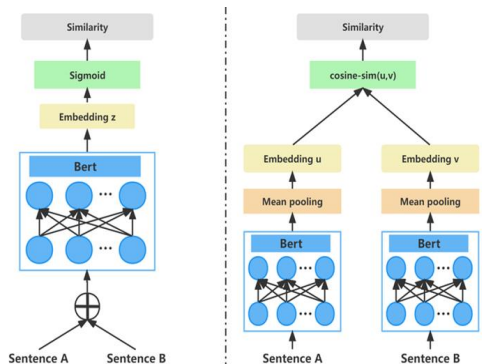 Similarity
Sigmoid
Embedding z
Bert
...
...
Sentence A Sentence B
Similarity
cosine-sim(u,v)
Embedding u Embedding v
Mean pooling Mean pooling
Bert Bert
... ...
... ...
Sentence A Sentence B